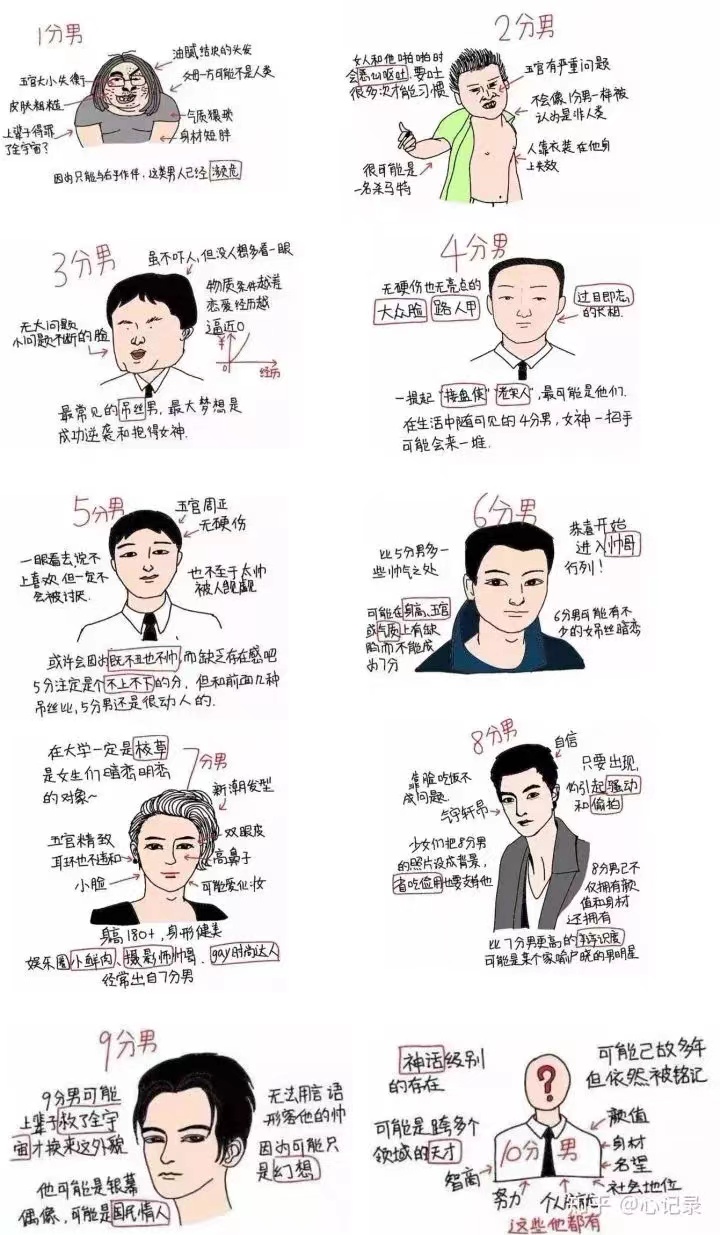 1分男
油腻结块的头发
五官大小失衡
父母一方可能不是人类
皮肤粗糙
气质猥琐
上辈子得罪
了全宇宙?
身材短胖
因为只能与右手作伴，这类男人已经濒危
2分男
女人和他啪啪时
会恶心呕吐.要吐
很多次才能习惯
五官有严重问题
不会像1分男一样被
认为是非人类
人靠衣装在他身
上失效
很可能是
一名杀马特
3分男
虽不吓人,但没人想多看一眼
物质条件越差
恋爱经历越
逼近0
无大问题
小问题不断的脸
¥
0
经历
最常见的吊丝男，最大梦想是
成功逆袭和抱得女神.
4分男
无硬伤也无亮点的
大众脸 路人甲
过目即忘
的长相.
一提起"接盘侠""老实人",最可能是他们.
在生活中随可见的4分男,女神一招手
可能会来一堆.
5分男
五官周正
无硬伤
一眼看去,说不
上喜欢.但一定不
会被讨厌.
也不至于太帅
被人觊觎
或许会因为既不丑也不帅,而缺乏存在感吧
5分注定是个不上不下的分，但和前面几种
吊丝比,5分男还是很动人的.
6分男
比5分男多一
些帅气之处
恭喜开始
进入帅哥
行列!
可能在身高、五官
或气质上有缺
陷而不能成
为7分
6分男可能有不
少的女吊丝暗恋
7分男
在大学一定是校草
是女生们暗恋明恋
的对象~
新潮发型
五官精致
耳环也不违和
双眼皮
高鼻子
小脸
可能爱化妆
身高180+,身形健美
娱乐圈小鲜肉、摄影师帅哥、gay时尚达人
经常出自7分男
8分男
自信
靠脸吃饭不
成问题.
气宇轩昂
只要出现,
会引起骚动
和偷拍
少女们把8分男
的照片设成背景,
省吃俭用也要支持他
8分男已不
仅拥有颜
值和身材
还拥有
比7分男更高的辨识度
可能是某个家喻户晓的男明星
9分男
9分男可能
上辈子救了全宇
宙才换来这外貌
无法用言语
形容他的帅
因为可能只
是幻想
他可能是银幕
偶像,可能是国民情人
神话级别
的存在
?
可能已故多年
但依然被铭记
可能是跨多个
领域的天才
10分男
颜值
身材
名望
社会地位
智商
努力
这些他都有
知乎 @心记录